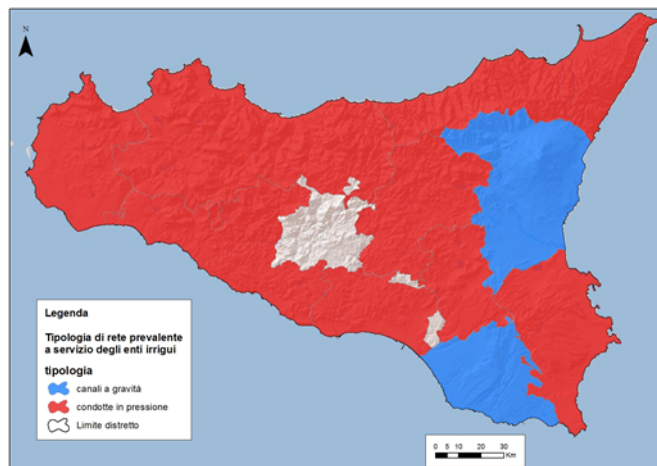 N
Legenda
Tipologia di rete prevalente
a servizio degli enti irrigui
tipologia
canali a gravità
condotte in pressione
Limite distretto
0 5 10 20 30
Km